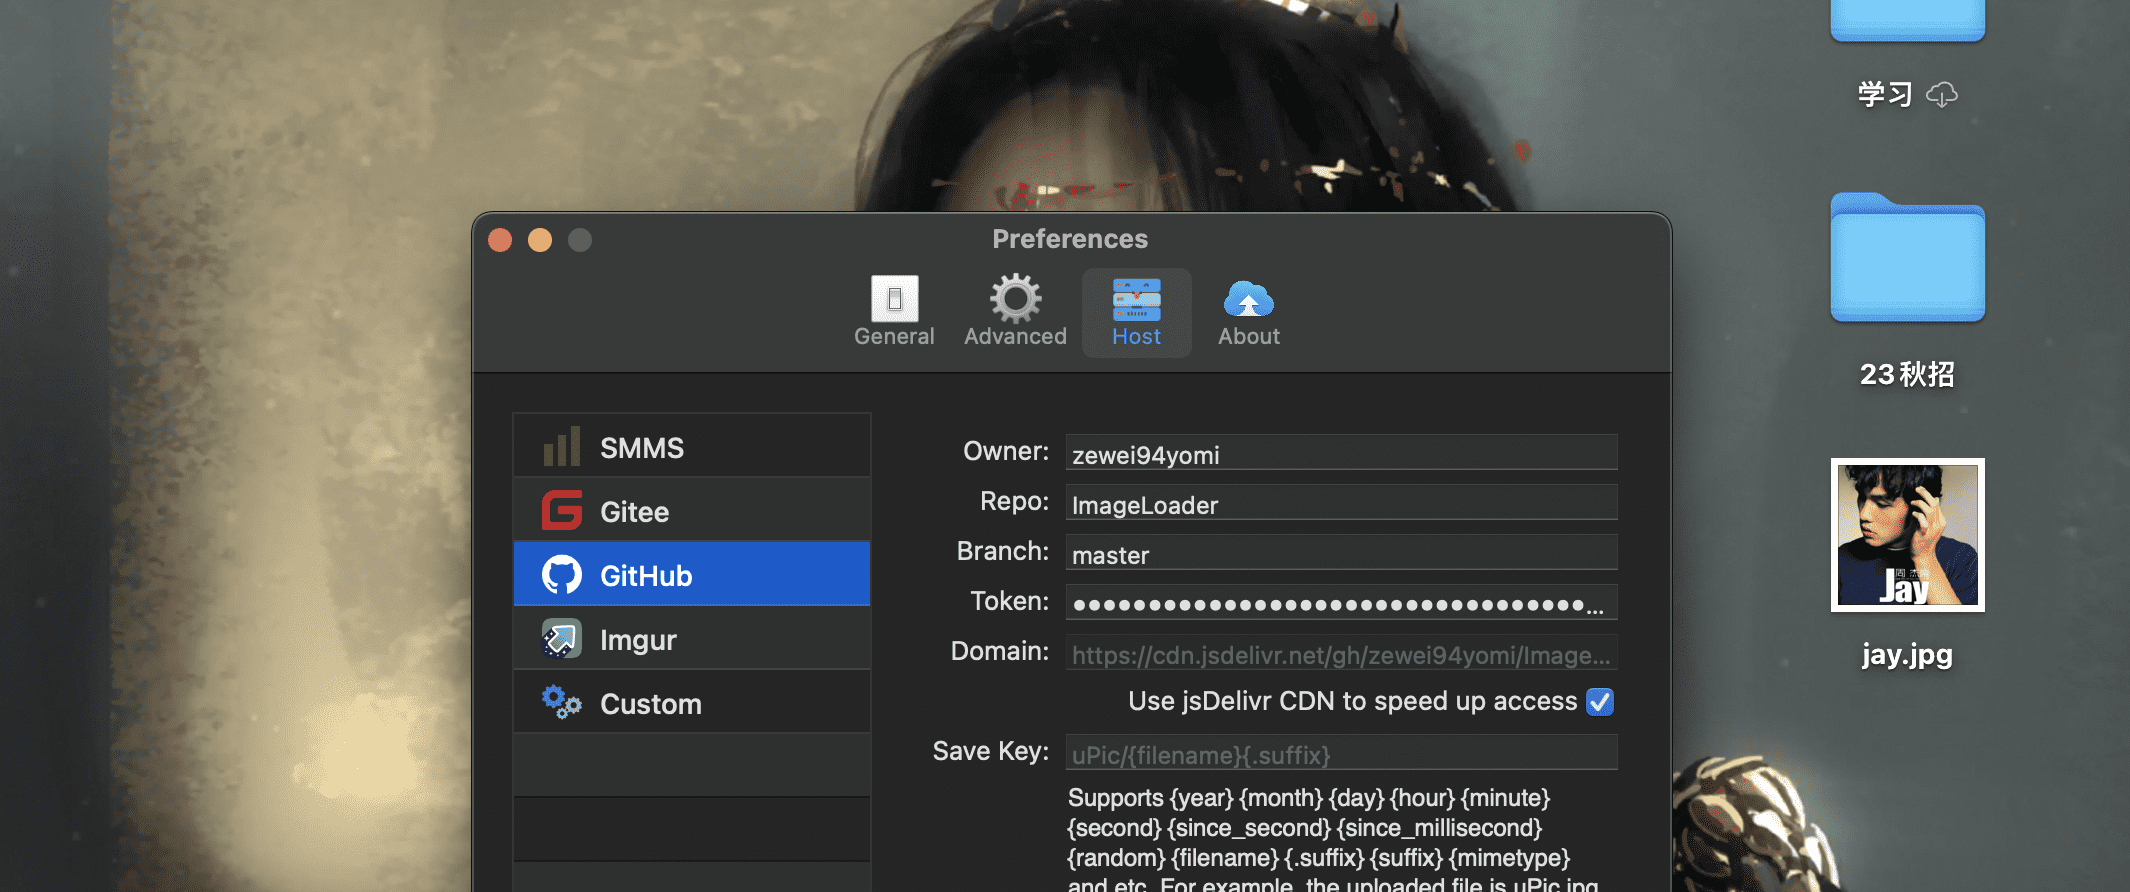 学习
Preferences
General
Advanced
Host
About
23秋招
SMMS
Gitee
GitHub
Imgur
Custom
Owner: zewei94yomi
Repo: ImageLoader
Branch: master
Token: ●●●●●●●●●●●●●●●●●●●●●●●●●●●●●●●●●●...
Domain: https://cdn.jsdelivr.net/gh/zewei94yomi/Image...
Use jsDelivr CDN to speed up access
Save Key: uPic/{filename}{.suffix}
Supports {year} {month} {day} {hour} {minute}
{second} {since_second} {since_millisecond}
{random} {filename} {.suffix} {suffix} {mimetype}
and etc. For example, the uploaded file is uPic.jpg
Jay
jay.jpg